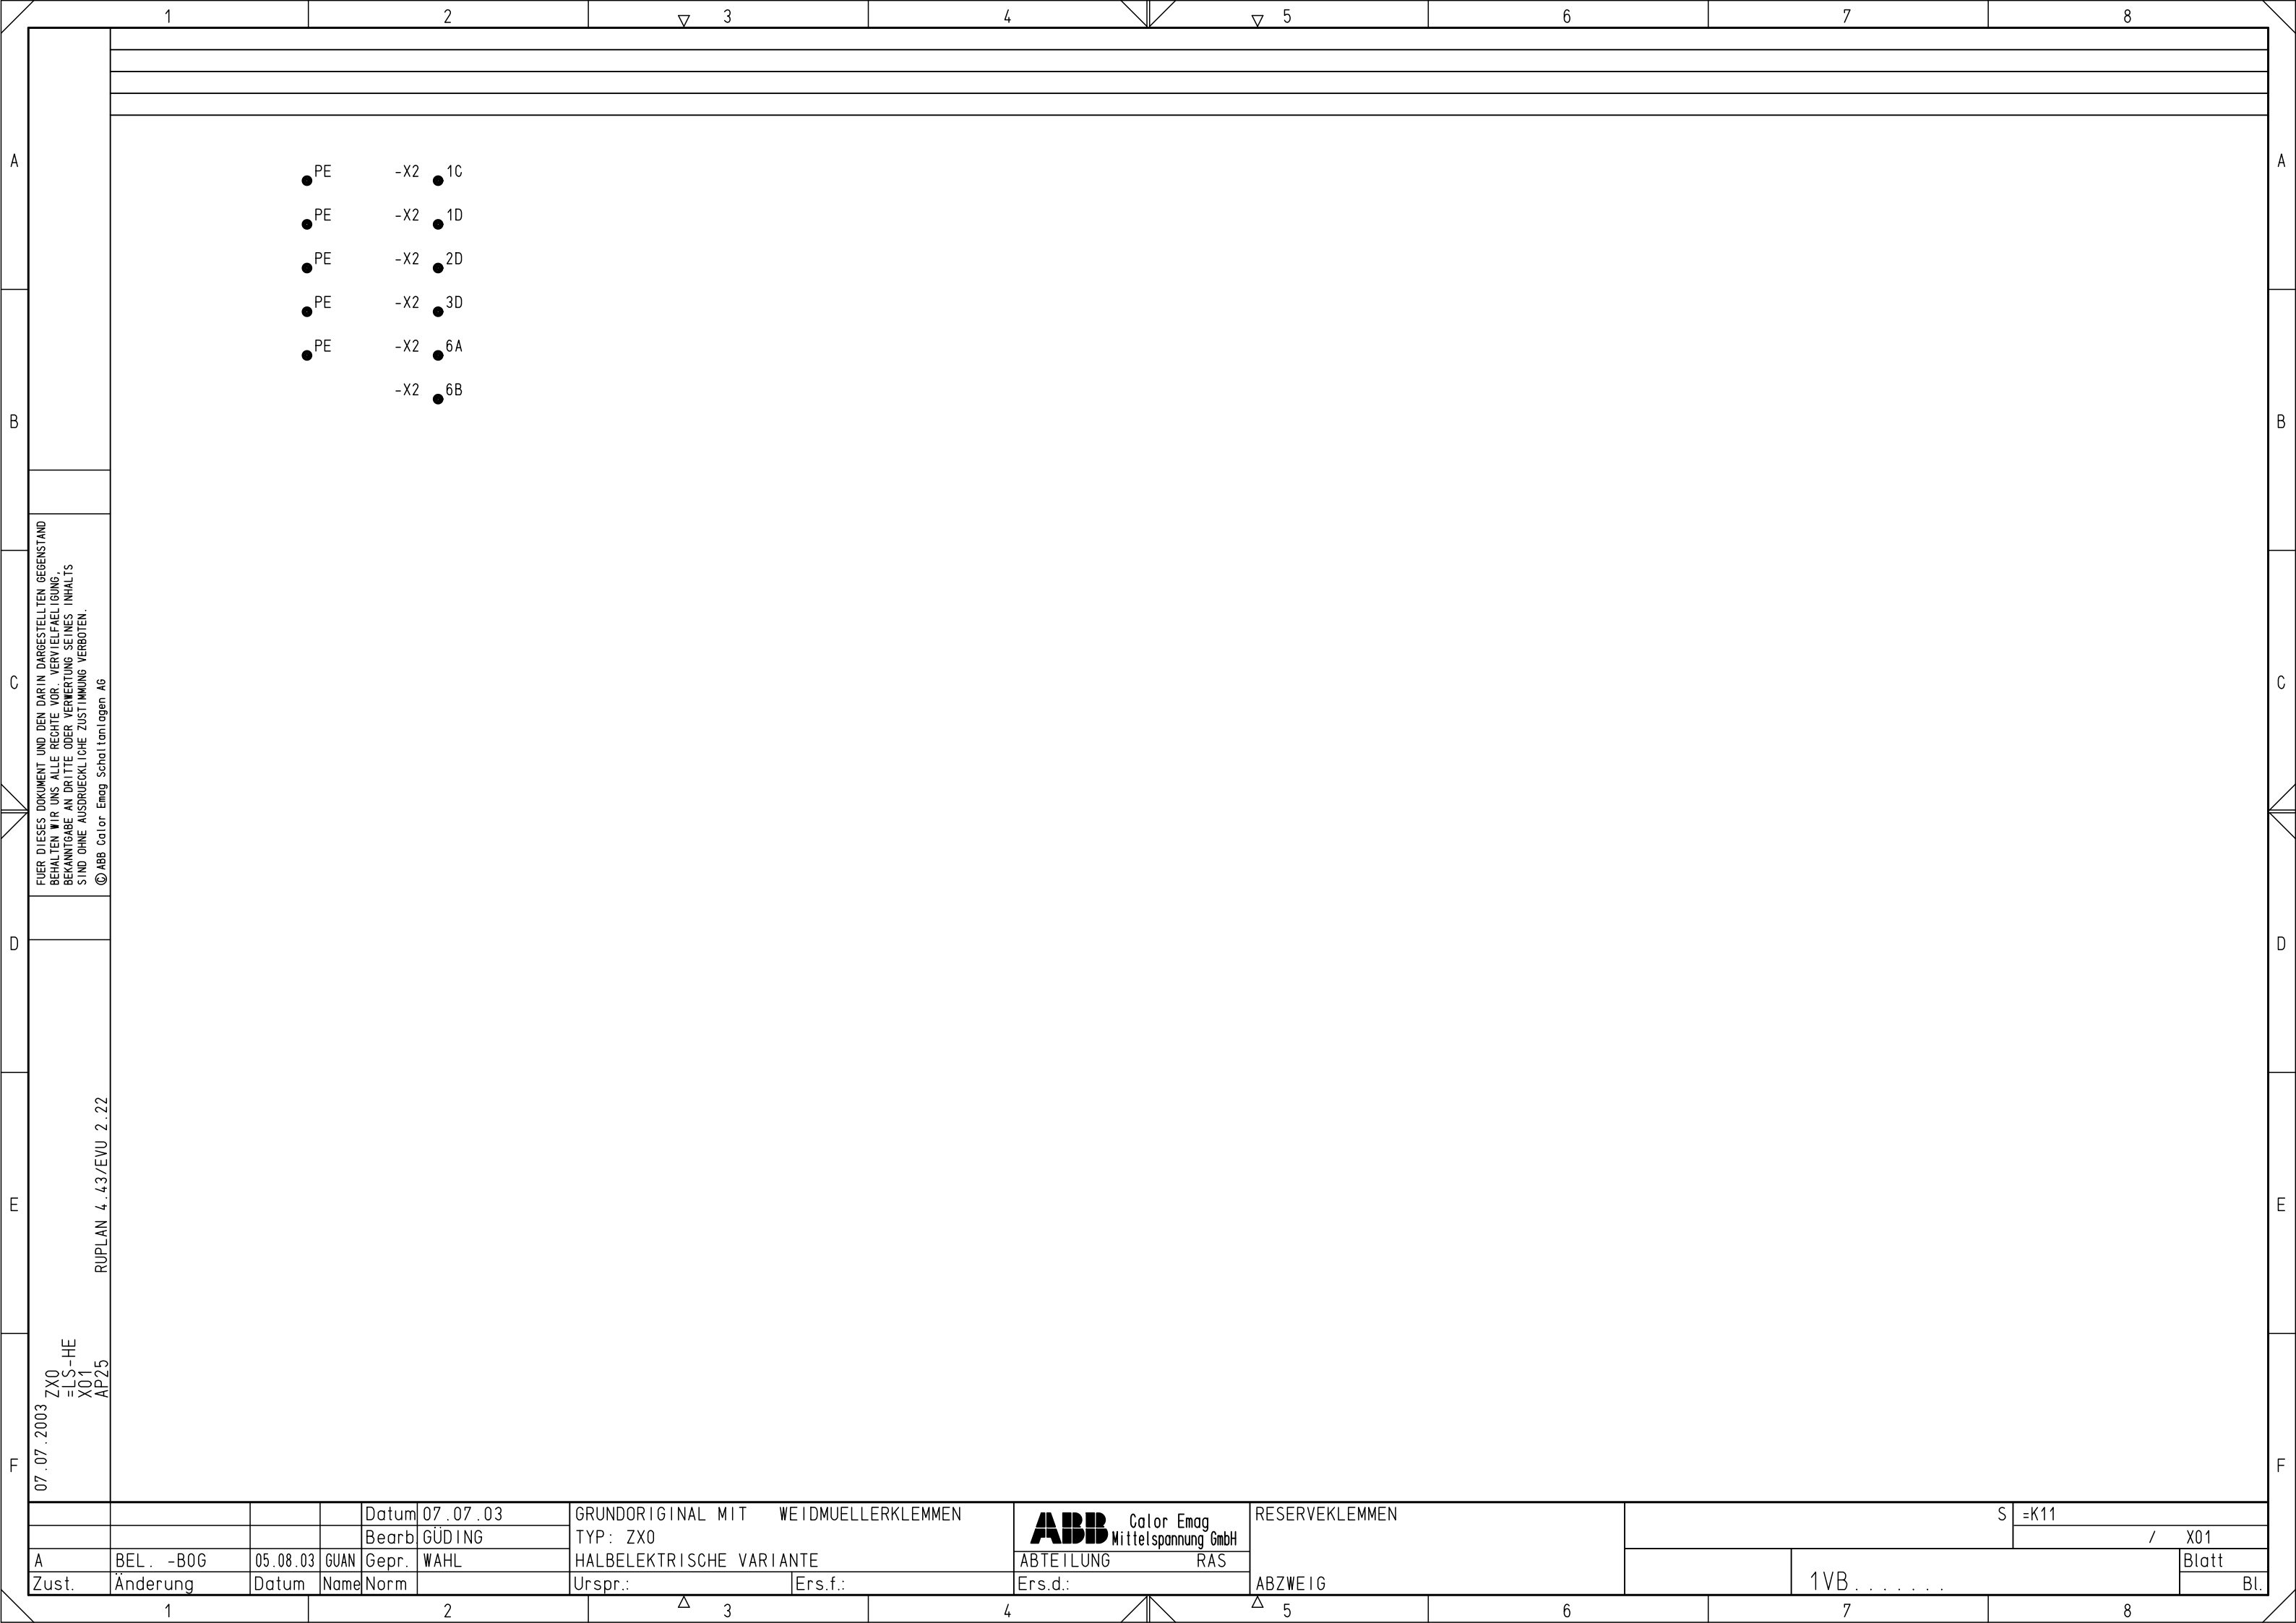 1 2 3 4 5 6 7 8
A A
PE -X2 1C
PE -X2 1D
PE -X2 2D
PE -X2 3D
PE -X2 6A
-X2 6B
B B
C C
D D
E E
F F
FUER DIESES DOKUMENT UND DEN DARIN DARGESTELLTEN GEGENSTAND
BEHALTEN WIR UNS ALLE RECHTE VOR. VERVIELFAELIGUNG,
BEKANNTGABE AN DRITTE ODER VERWERTUNG SEINES INHALTS
SIND OHNE AUSDRUECKLICHE ZUSTIMMUNG VERBOTEN.
© ABB Calor Emag Schaltanlagen AG
RUPLAN 4.43/EVU 2.22
07.07.2003
ZX0
=LS-HE
X01
AP25
Datum 07.07.03 GRUNDORIGINAL MIT WEIDMUELLERKLEMMEN ABB Calor Emag RESERVEKLEMMEN S =K11
Bearb. GÜDING TYP: ZX0 Mittelspannung GmbH / X01
A BEL. -B0G 05.08.03 GUAN Gepr. WAHL HALBELEKTRISCHE VARIANTE ABTEILUNG RAS Blatt
Zust. Änderung Datum Name Norm Urspr.: Ers.f.: Ers.d.: ABZWEIG 1VB....... Bl.
1 2 3 4 5 6 7 8